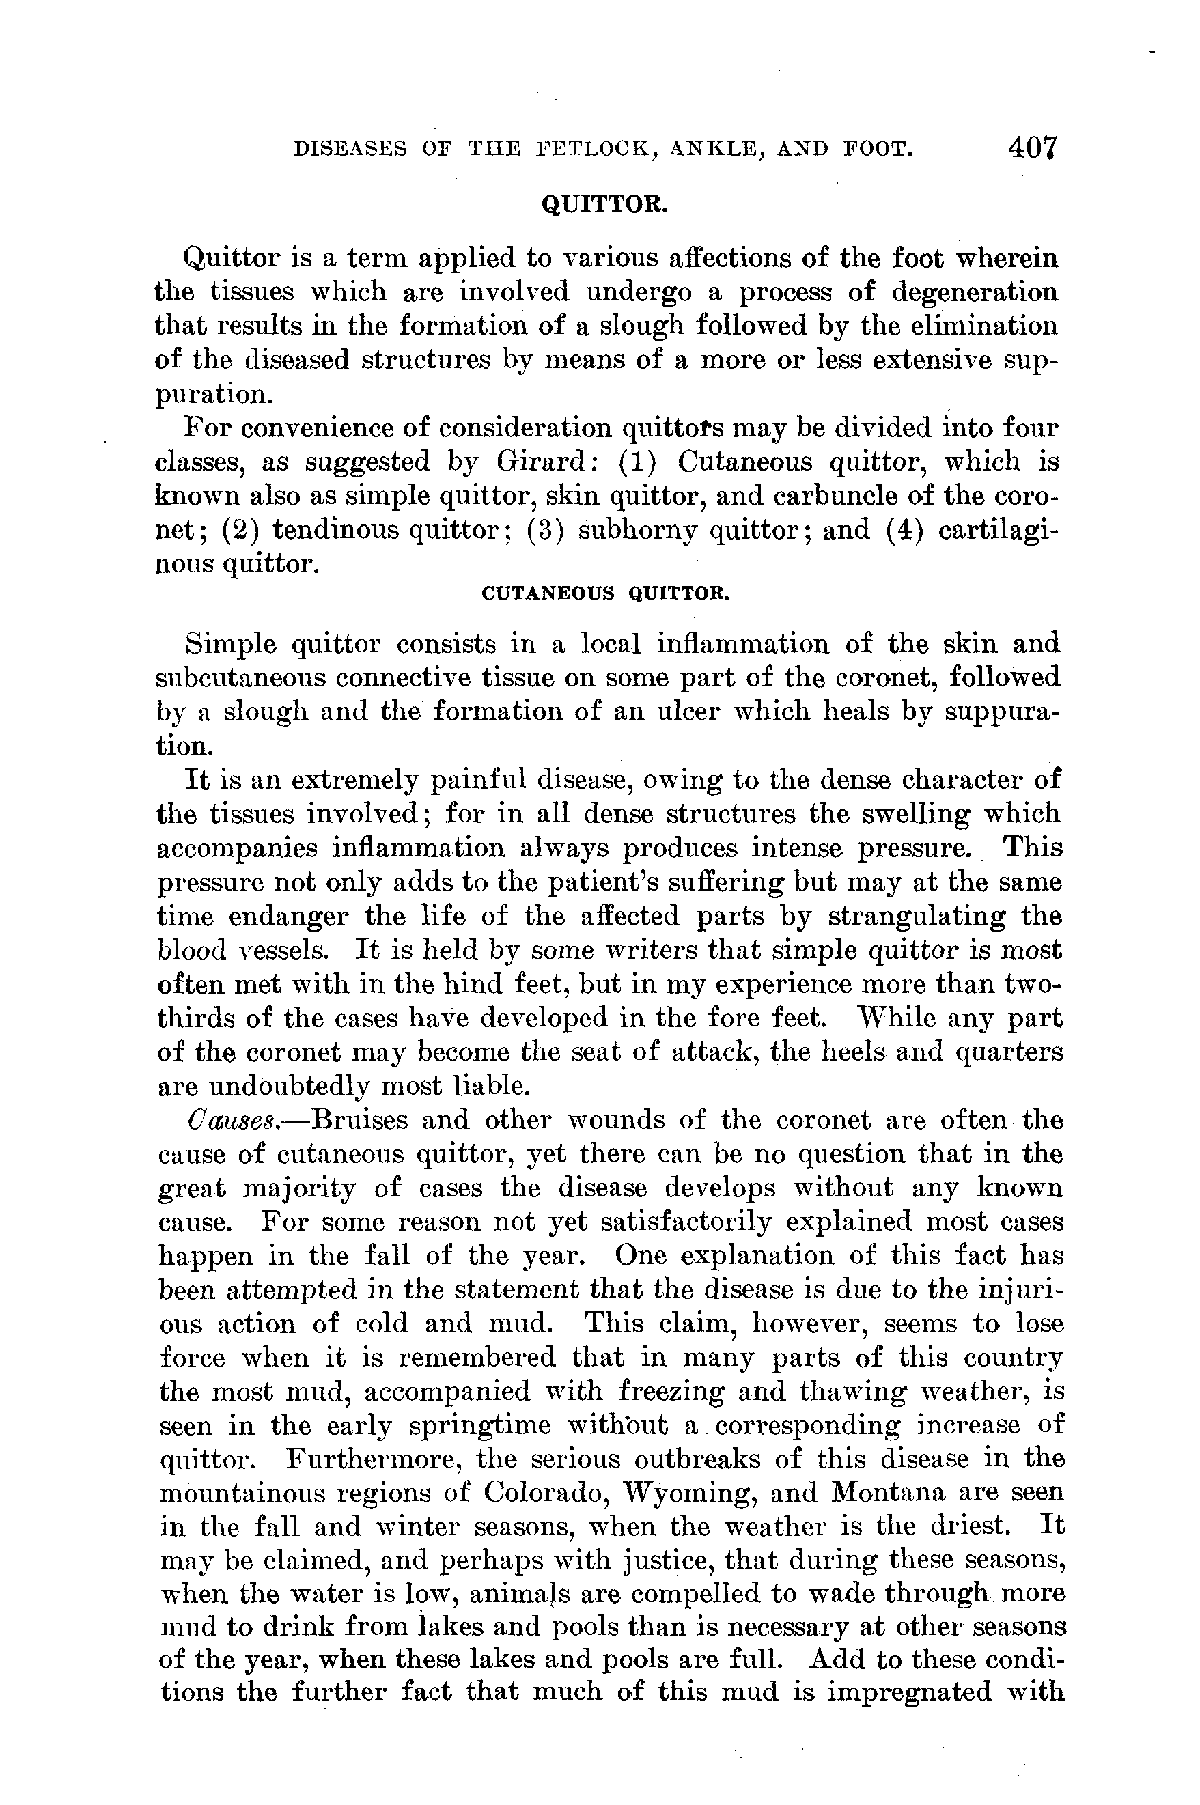 DISEASES OF THE FETLOCK, ANKLE, AND FOOT. 407
QUITTOR.
Quittor is a term applied to various affections of the foot wherein
the tissues which are involved undergo a process of degeneration
that results in the formation of a slough followed by the elimination
of the diseased structures by means of a more or less extensive sup-
puration.
For convenience of consideration quittors may be divided into four
classes, as suggested by Girard: (1) Cutaneous quittor, which is
known also as simple quittor, skin quittor, and carbuncle of the coro-
net; (2) tendinous quittor; (3) subhorny quittor; and (4) cartilagi-
nous quittor.
CUTANEOUS QUITTOR.
Simple quittor consists in a local inflammation of the skin and
subcutaneous connective tissue on some part of the coronet, followed
by a slough and the formation of an ulcer which heals by suppura-
tion.
It is an extremely painful disease, owing to the dense character of
the tissues involved; for in all dense structures the swelling which
accompanies inflammation always produces intense pressure. This
pressure not only adds to the patient's suffering but may at the same
time endanger the life of the affected parts by strangulating the
blood vessels. It is held by some writers that simple quittor is most
often met with in the hind feet, but in my experience more than two-
thirds of the cases have developed in the fore feet. While any part
of the coronet may become the seat of attack, the heels and quarters
are undoubtedly most liable.
Causes.—Bruises and other wounds of the coronet are often the
cause of cutaneous quittor, yet there can be no question that in the
great majority of cases the disease develops without any known
cause. For some reason not yet satisfactorily explained most cases
happen in the fall of the year. One explanation of this fact has
been attempted in the statement that the disease is due to the injuri-
ous action of cold and mud. This claim, however, seems to lose
force when it is remembered that in many parts of this country
the most mud, accompanied with freezing and thawing weather, is
seen in the early springtime without a corresponding increase of
quittor. Furthermore, the serious outbreaks of this disease in the
mountainous regions of Colorado, Wyoming, and Montana are seen
in the fall and winter seasons, when the weather is the driest. It
may be claimed, and perhaps with justice, that during these seasons,
when the water is low, animals are compelled to wade through more
mud to drink from lakes and pools than is necessary at other seasons
of the year, when these lakes and pools are full. Add to these condi-
tions the further fact that much of this mud is impregnated with